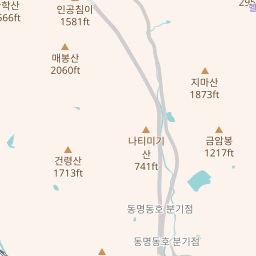 학산
566ft
인공침이
1581ft
매봉산
2060ft
지마산
1873ft
나티미기
산
741ft
금암봉
1217ft
건령산
1713ft
동명동호 분기점
동명동호 분기점